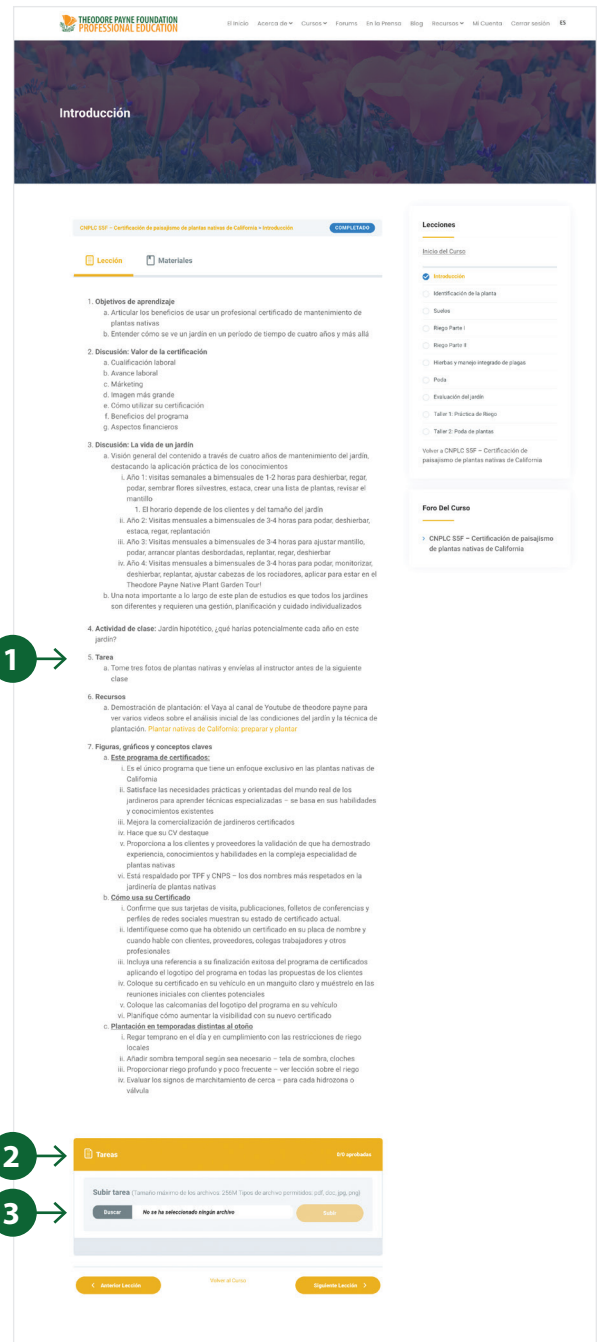 THEODORE PAYNE FOUNDATION
PROFESSIONAL EDUCATION
El Inicio Acerca de Cursos Forums En la Prensa Blog Recursos Mi Cuenta Cerrar sesión ES
Introducción
CNPLC SSF – Certificación de paisajismo de plantas nativas de California • Introducción COMPLETADO
Lección Materiales
1. Objetivos de aprendizaje
a. Articular los beneficios de usar un profesional certificado de mantenimiento de
plantas nativas
b. Entender cómo se ve un jardín en un período de tiempo de cuatro años y más allá
2. Discusión: Valor de la certificación
a. Cualificación laboral
b. Avance laboral
c. Márketing
d. Imagen más grande
e. Cómo utilizar su certificación
f. Beneficios del programa
g. Aspectos financieros
3. Discusión: La vida de un jardín
a. Visión general del contenido a través de cuatro años de mantenimiento del jardín,
destacando la aplicación práctica de los conocimientos
i. Año 1: visitas semanales a bimensuales de 1-2 horas para deshierbar, regar,
podar, sembrar flores silvestres, estaca, crear una lista de plantas, revisar el
mantillo
1. El horario depende de los clientes y del tamaño del jardín
ii. Año 2: Visitas mensuales a bimensuales de 3-4 horas para podar, deshierbar,
estaca, regar, replantación
iii. Año 3: Visitas mensuales a bimensuales de 3-4 horas para ajustar mantillo,
podar, arrancar plantas desbordadas, replantar, regar, deshierbar
iv. Año 4: Visitas mensuales a bimensuales de 3-4 horas para podar, monitorizar,
deshierbar, replantar, ajustar cabezas de los rociadores, aplicar para estar en el
Theodore Payne Native Plant Garden Tour!
b. Una nota importante a lo largo de este plan de estudios es que todos los jardines
son diferentes y requieren una gestión, planificación y cuidado individualizados
4. Actividad de clase: Jardín hipotético, ¿qué harías potencialmente cada año en este
jardín?
1
5. Tarea
a. Tome tres fotos de plantas nativas y envíelas al instructor antes de la siguiente
clase
6. Recursos
a. Demostración de plantación: el Vaya al canal de Youtube de theodore payne para
ver varios videos sobre el análisis inicial de las condiciones del jardín y la técnica de
plantación. Plantar nativas de California: preparar y plantar
7. Figuras, gráficos y conceptos claves
a. Este programa de certificados:
i. Es el único programa que tiene un enfoque exclusivo en las plantas nativas de
California
ii. Satisface las necesidades prácticas y orientadas del mundo real de los
jardineros para aprender técnicas especializadas – se basa en sus habilidades
y conocimientos existentes
iii. Mejora la comercialización de jardineros certificados
iv. Hace que su CV destaque
v. Proporciona a los clientes y proveedores la validación de que ha demostrado
experiencia, conocimientos y habilidades en la compleja especialidad de
plantas nativas
vi. Está respaldado por TPF y CNPS – los dos nombres más respetados en la
jardinería de plantas nativas
b. Cómo usa su Certificado
i. Confirme que sus tarjetas de visita, publicaciones, folletos de conferencias y
perfiles de redes sociales muestran su estado de certificado actual.
ii. Identifíquese como que ha obtenido un certificado en su placa de nombre y
cuando hable con clientes, proveedores, colegas trabajadores y otros
profesionales
iii. Incluya una referencia a su finalización exitosa del programa de certificados
aplicando el logotipo del programa en todas las propuestas de los clientes
iv. Coloque su certificado en su vehículo en un manguito claro y muéstrelo en las
reuniones iniciales con clientes potenciales
v. Coloque las calcomanías del logotipo del programa en su vehículo
vi. Planifique cómo aumentar la visibilidad con su nuevo certificado
c. Plantación en temporadas distintas al otoño
i. Regar temprano en el día y en cumplimiento con las restricciones de riego
locales
ii. Añadir sombra temporal según sea necesario – tela de sombra, cloches
iii. Proporcionar riego profundo y poco frecuente – ver lección sobre el riego
iv. Evaluar los signos de marchitamiento de cerca – para cada hidrozona o
válvula
2
Tareas 0/0 aprobadas
Subir tarea (Tamaño máximo de los archivos: 256M Tipos de archivo permitidos: pdf, doc, jpg, png)
3
Buscar No se ha seleccionado ningún archivo Subir
Anterior Lección Volver al Curso Siguiente Lección
Lecciones
Inicio del Curso
Introducción
Identificación de la planta
Suelos
Riego Parte I
Riego Parte II
Hierbas y manejo integrado de plagas
Poda
Evaluación del jardín
Taller 1: Práctica de Riego
Taller 2: Poda de plantas
Volver a CNPLC SSF – Certificación de
paisajismo de plantas nativas de California
Foro Del Curso
> CNPLC SSF – Certificación de paisajismo
de plantas nativas de California